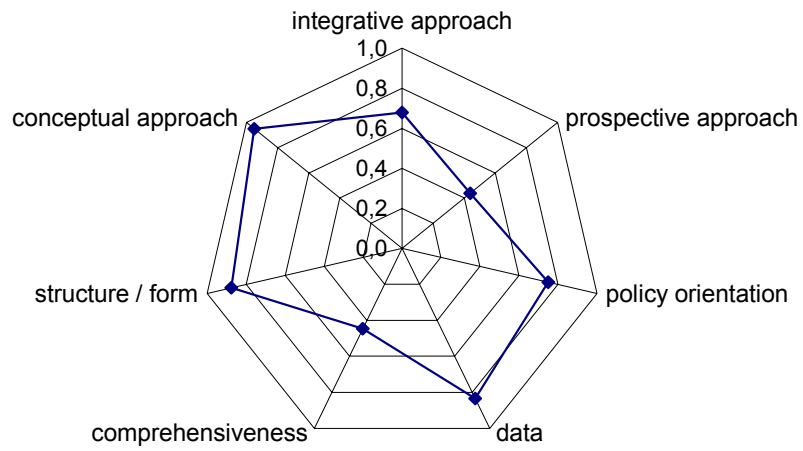 integrative approach
1,0
0,8
0,6
0,4
0,2
0,0
conceptual approach
prospective approach
structure / form
policy orientation
comprehensiveness
data